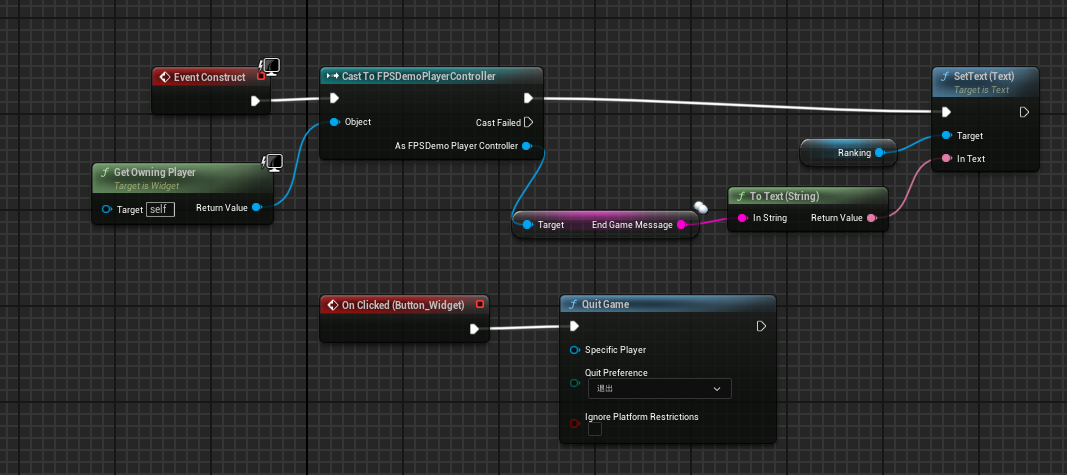 Event Construct
Cast To FPSDemoPlayerController
Object
Cast Failed
As FPSDemo Player Controller
SetText (Text)
Target is Text
Target
In Text
Ranking
Get Owning Player
Target is Widget
Target self Return Value
Target End Game Message
To Text (String)
In String Return Value
On Clicked (Button_Widget)
Quit Game
Specific Player
Quit Preference
退出
Ignore Platform Restrictions